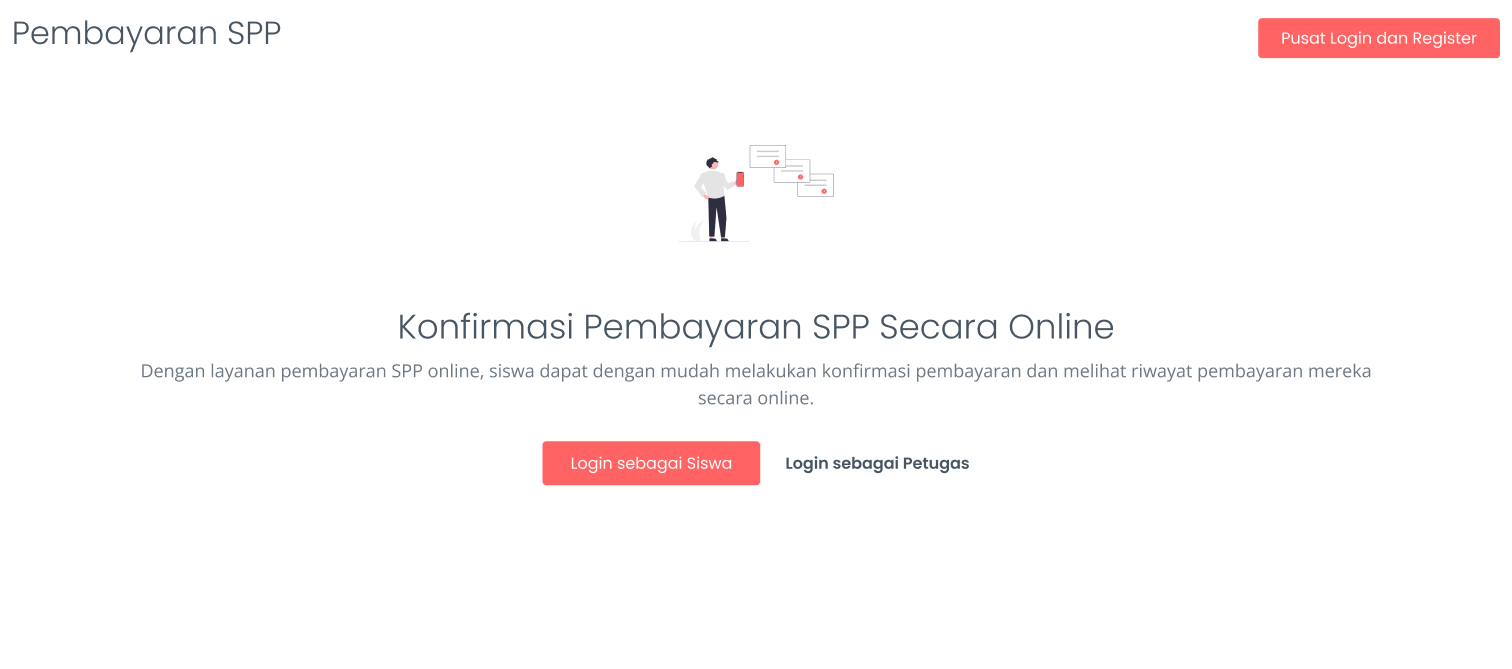 Pembayaran SPP
Pusat Login dan Register
Konfirmasi Pembayaran SPP Secara Online
Dengan layanan pembayaran SPP online, siswa dapat dengan mudah melakukan konfirmasi pembayaran dan melihat riwayat pembayaran mereka
secara online.
Login sebagai Siswa
Login sebagai Petugas